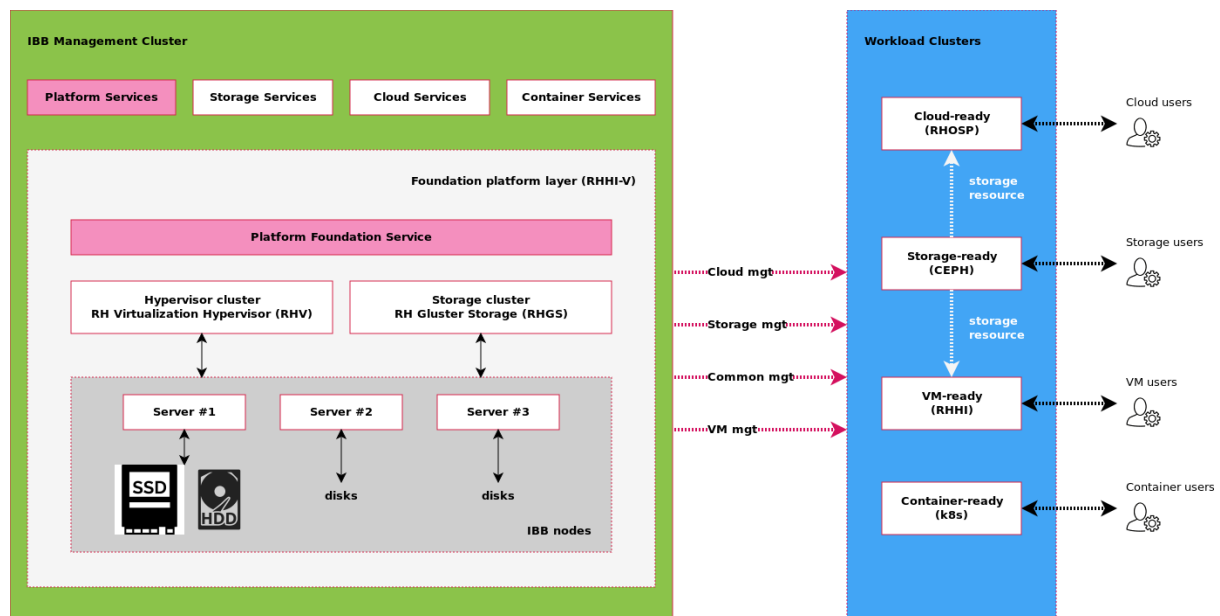 IBB Management Cluster
Platform Services
Storage Services
Cloud Services
Container Services
Foundation platform layer (RHHI-V)
Platform Foundation Service
Hypervisor cluster
RH Virtualization Hypervisor (RHV)
Storage cluster
RH Gluster Storage (RHGS)
Server #1
Server #2
Server #3
SSD
HDD
disks
disks
IBB nodes
Cloud mgt
Storage mgt
Common mgt
VM mgt
Workload Clusters
Cloud-ready
(RHOSP)
storage
resource
Storage-ready
(CEPH)
storage
resource
VM-ready
(RHHI)
Container-ready
(k8s)
Cloud users
Storage users
VM users
Container users